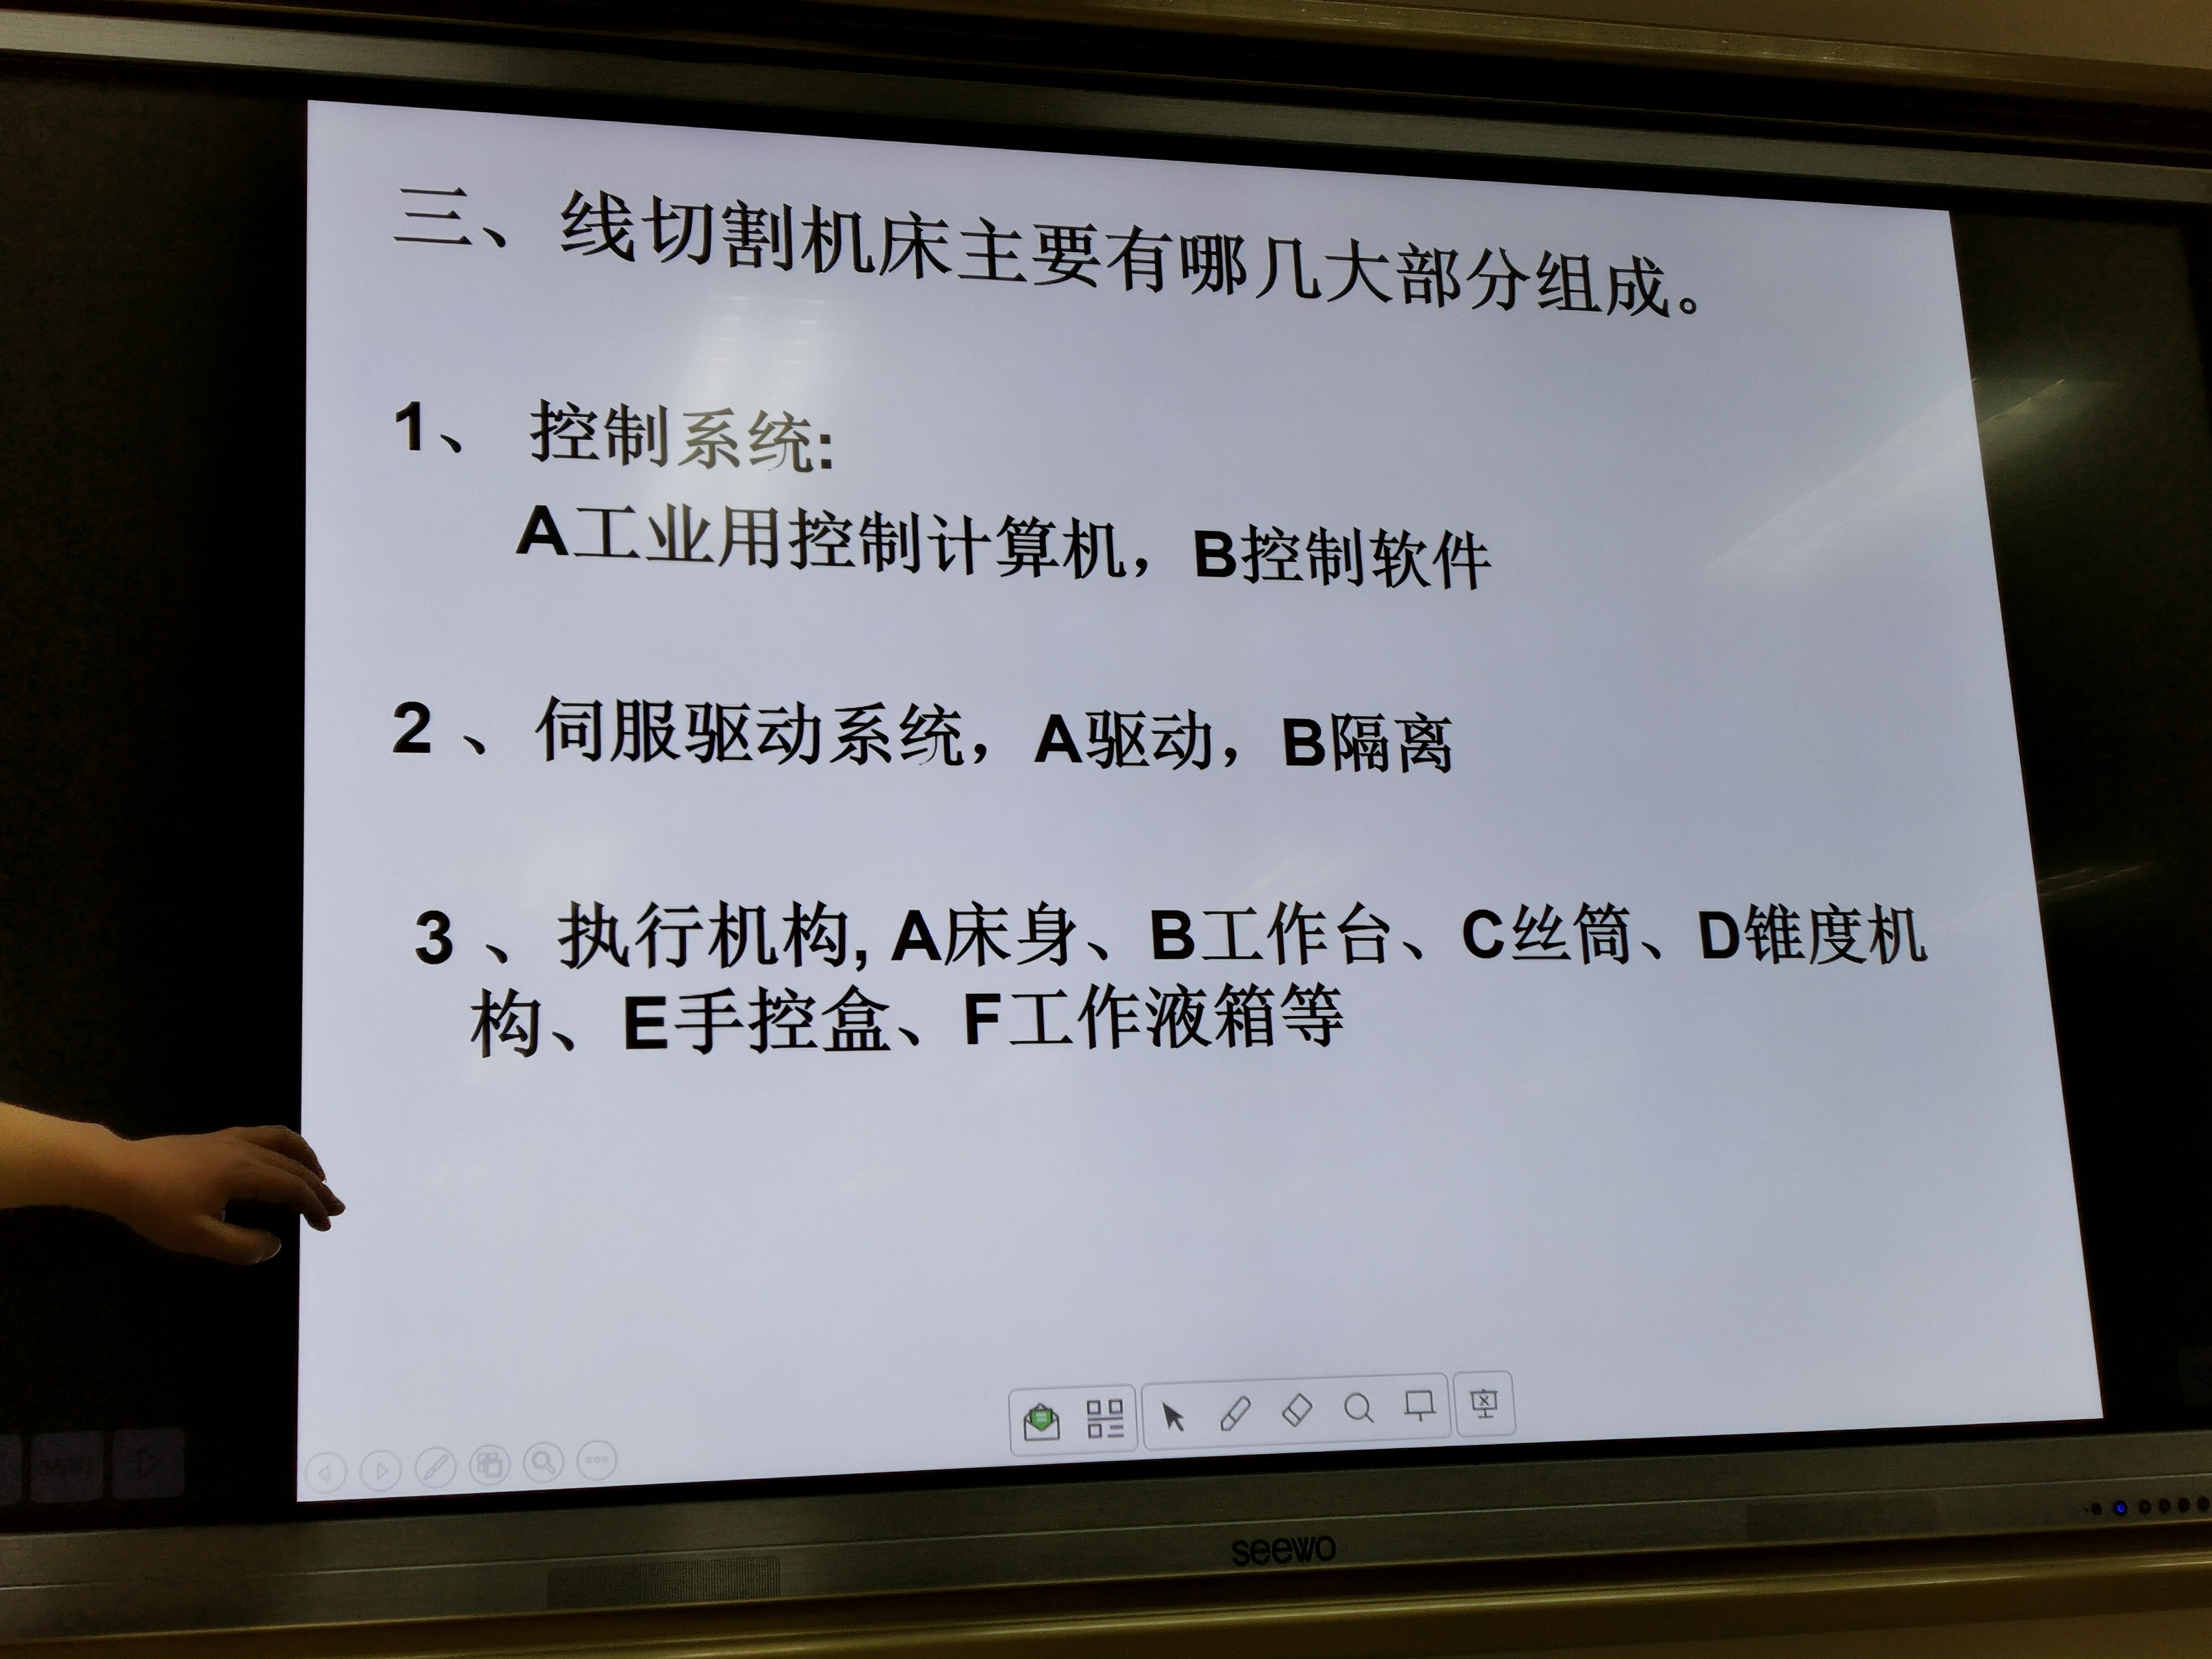 三、线切割机床主要有哪几大部分组成。
1、 控制系统:
A工业用控制计算机，B控制软件
2 、伺服驱动系统，A驱动，B隔离
3 、执行机构, A床身、B工作台、C丝筒、D锥度机
构、E手控盒、F工作液箱等
seewo